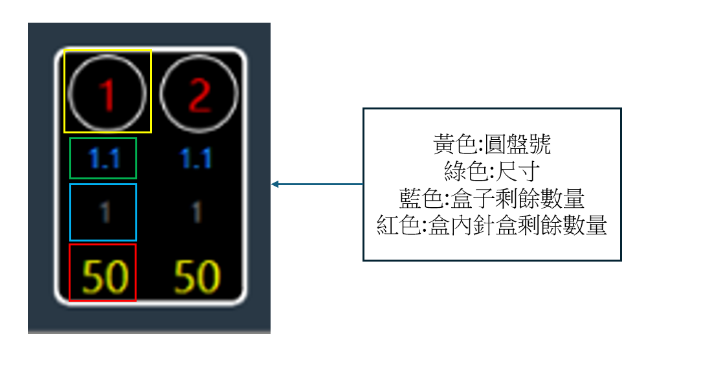 1 2
1.1 1.1
1 1
50 50
黃色:圓盤號
綠色:尺寸
藍色:盒子剩餘數量
紅色:盒內針盒剩餘數量